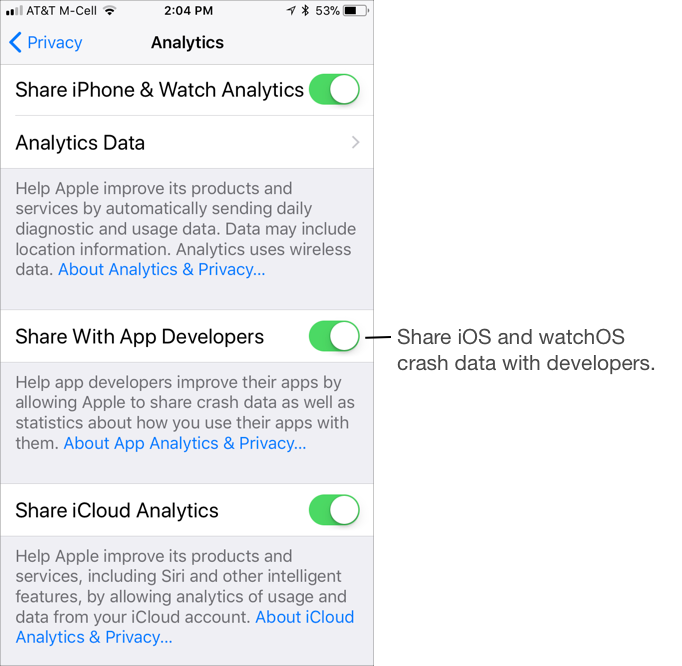 AT&T M-Cell 2:04 PM 53%
Privacy Analytics
Share iPhone & Watch Analytics
Analytics Data
Help Apple improve its products and
services by automatically sending daily
diagnostic and usage data. Data may include
location information. Analytics uses wireless
data. About Analytics & Privacy...
Share With App Developers
Share iOS and watchOS
crash data with developers.
Help app developers improve their apps by
allowing Apple to share crash data as well as
statistics about how you use their apps with
them. About App Analytics & Privacy...
Share iCloud Analytics
Help Apple improve its products and
services, including Siri and other intelligent
features, by allowing analytics of usage and
data from your iCloud account. About iCloud
Analytics & Privacy...